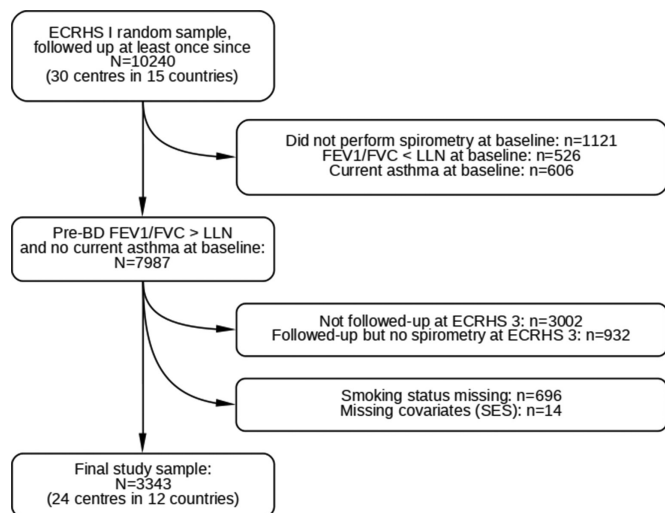 ECRHS I random sample,
followed up at least once since
N=10240
(30 centres in 15 countries)
Did not perform spirometry at baseline: n=1121
FEV1/FVC < LLN at baseline: n=526
Current asthma at baseline: n=606
Pre-BD FEV1/FVC > LLN
and no current asthma at baseline:
N=7987
Not followed-up at ECRHS 3: n=3002
Followed-up but no spirometry at ECRHS 3: n=932
Smoking status missing: n=696
Missing covariates (SES): n=14
Final study sample:
N=3343
(24 centres in 12 countries)